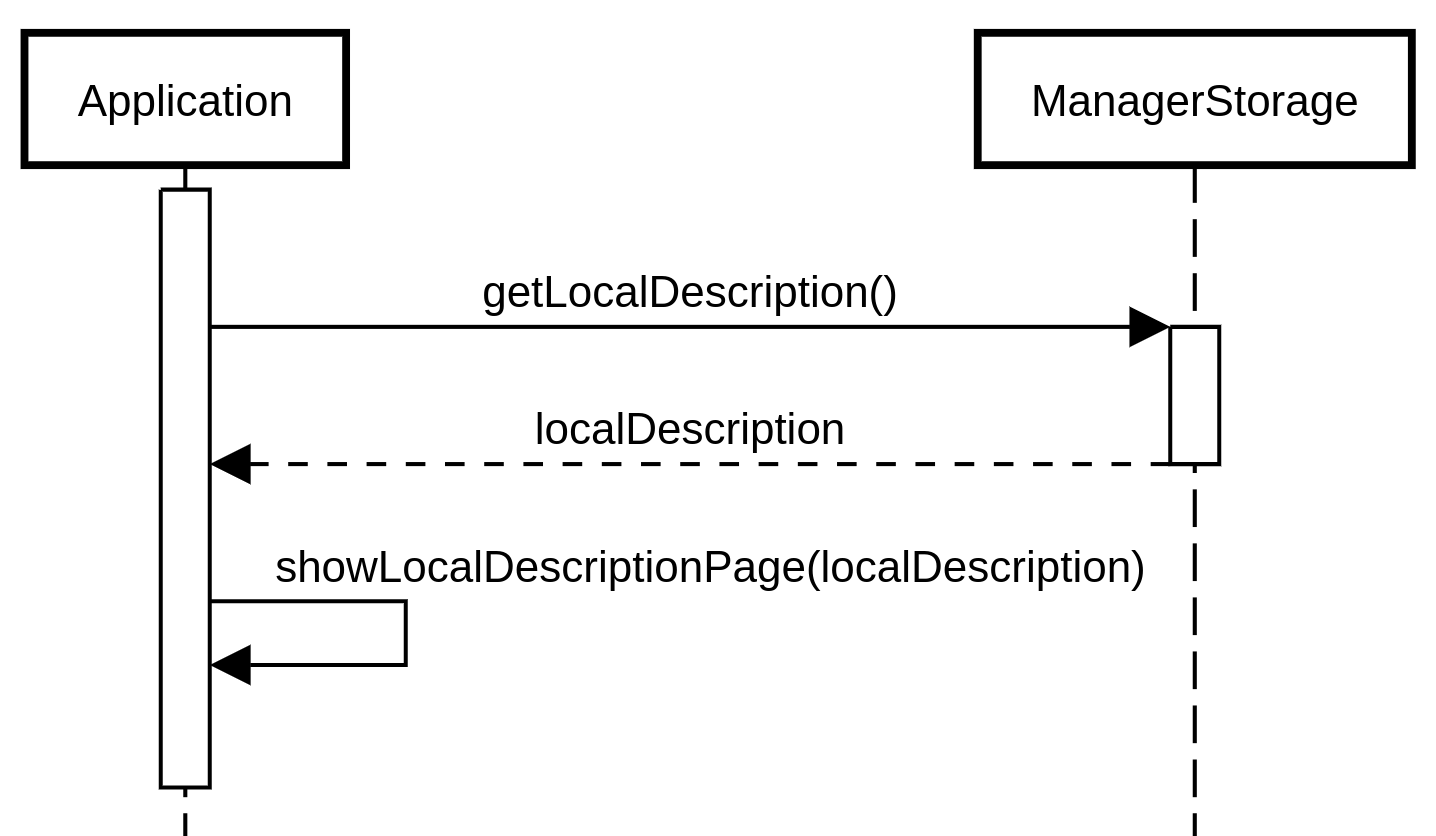 Application
ManagerStorage
getLocalDescription()
localDescription
showLocalDescriptionPage(localDescription)